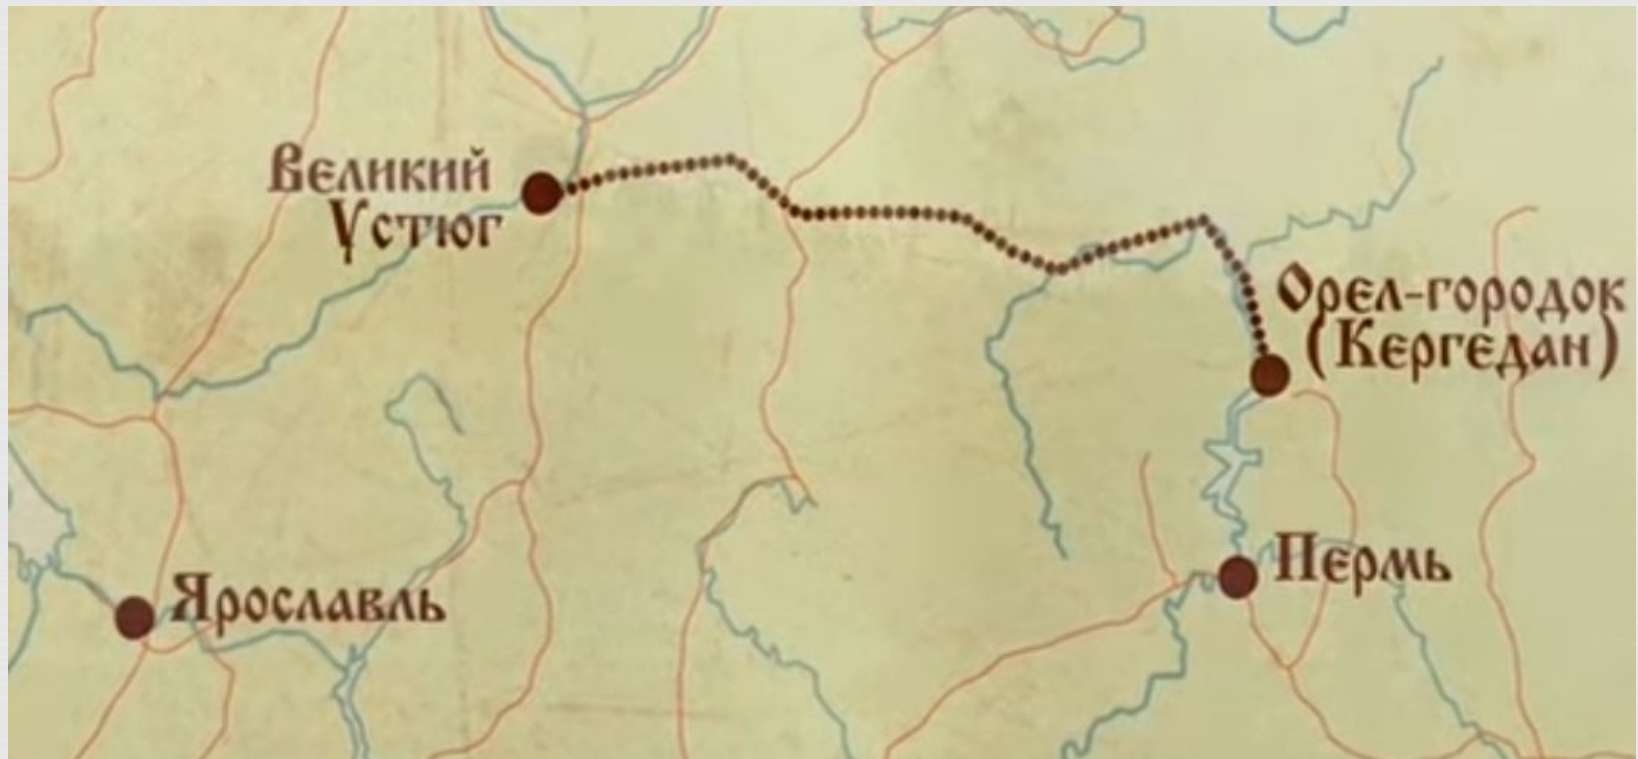 Великий
Устюг
Орел-городок
(Кергедан)
Пермь
Ярославль